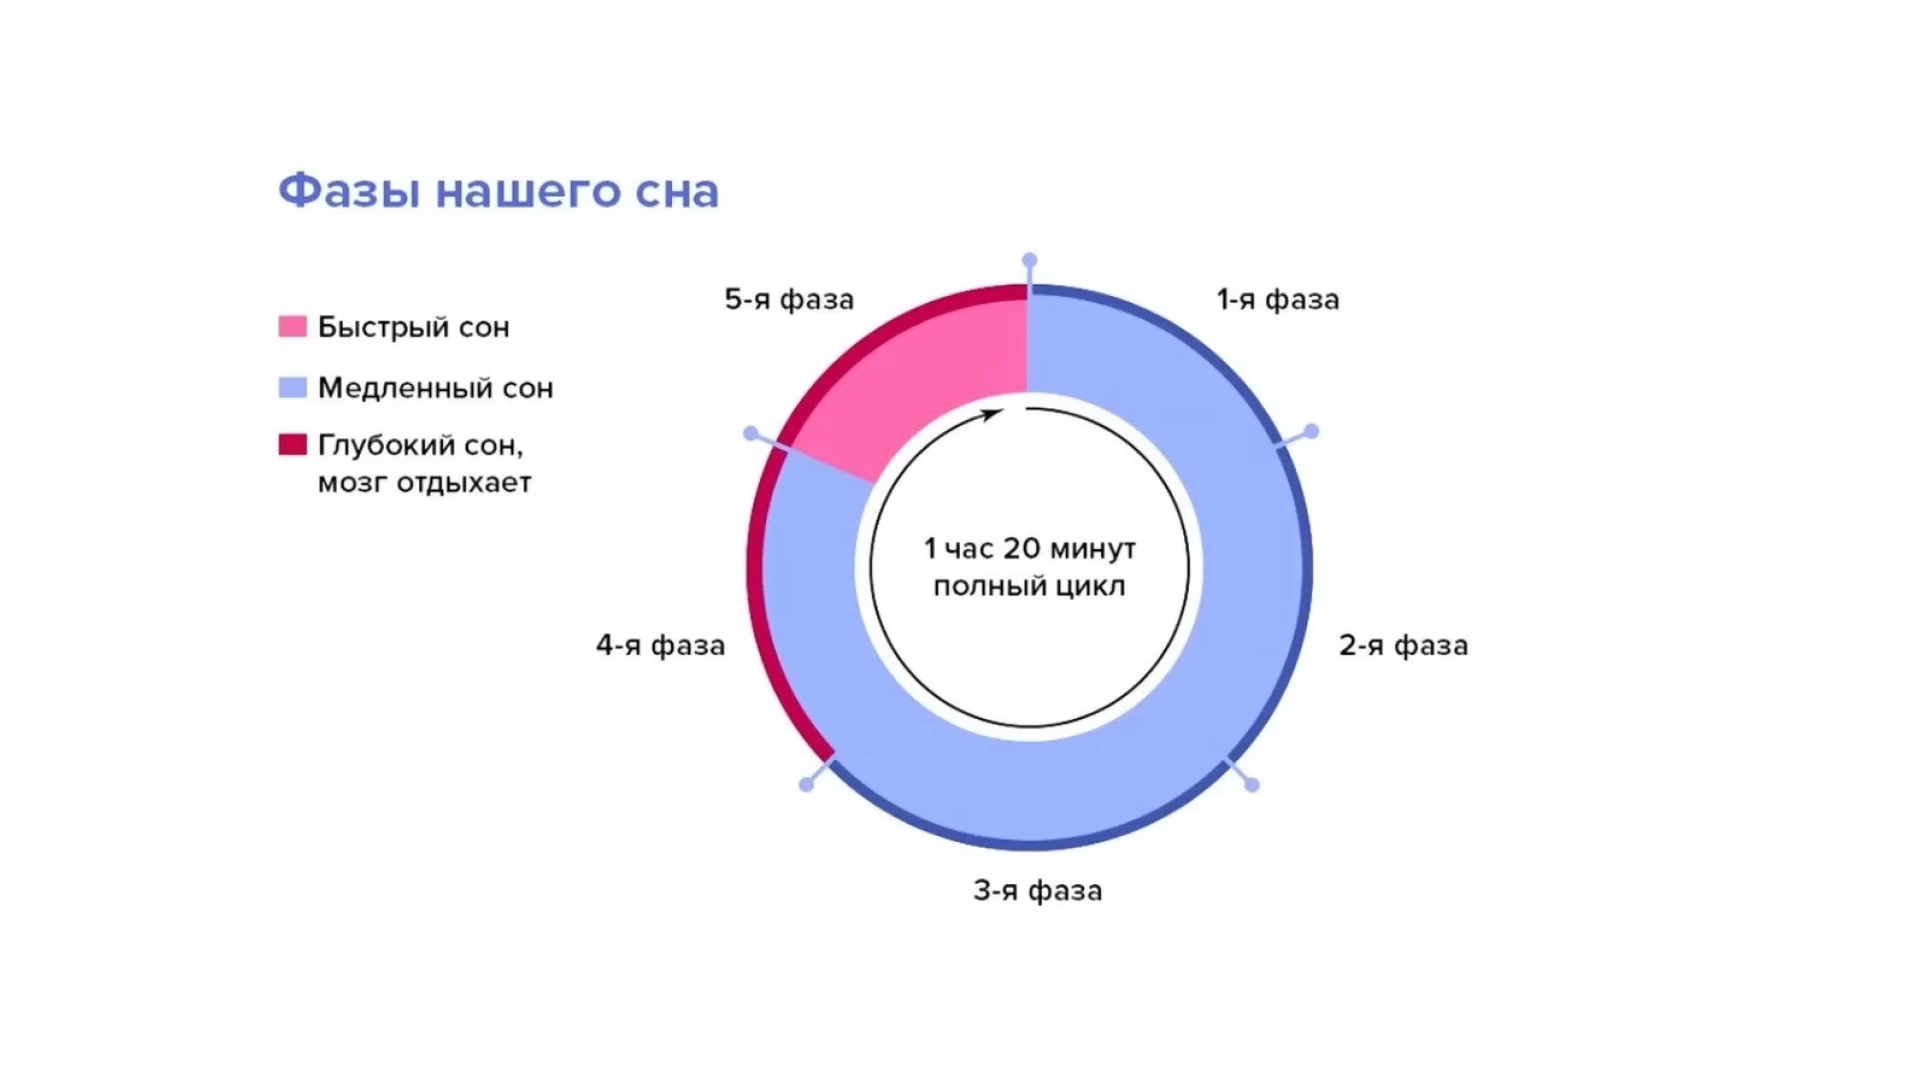 Фазы нашего сна
Быстрый сон
Медленный сон
Глубокий сон,
мозг отдыхает
5-я фаза
1-я фаза
1 час 20 минут
полный цикл
4-я фаза
2-я фаза
3-я фаза